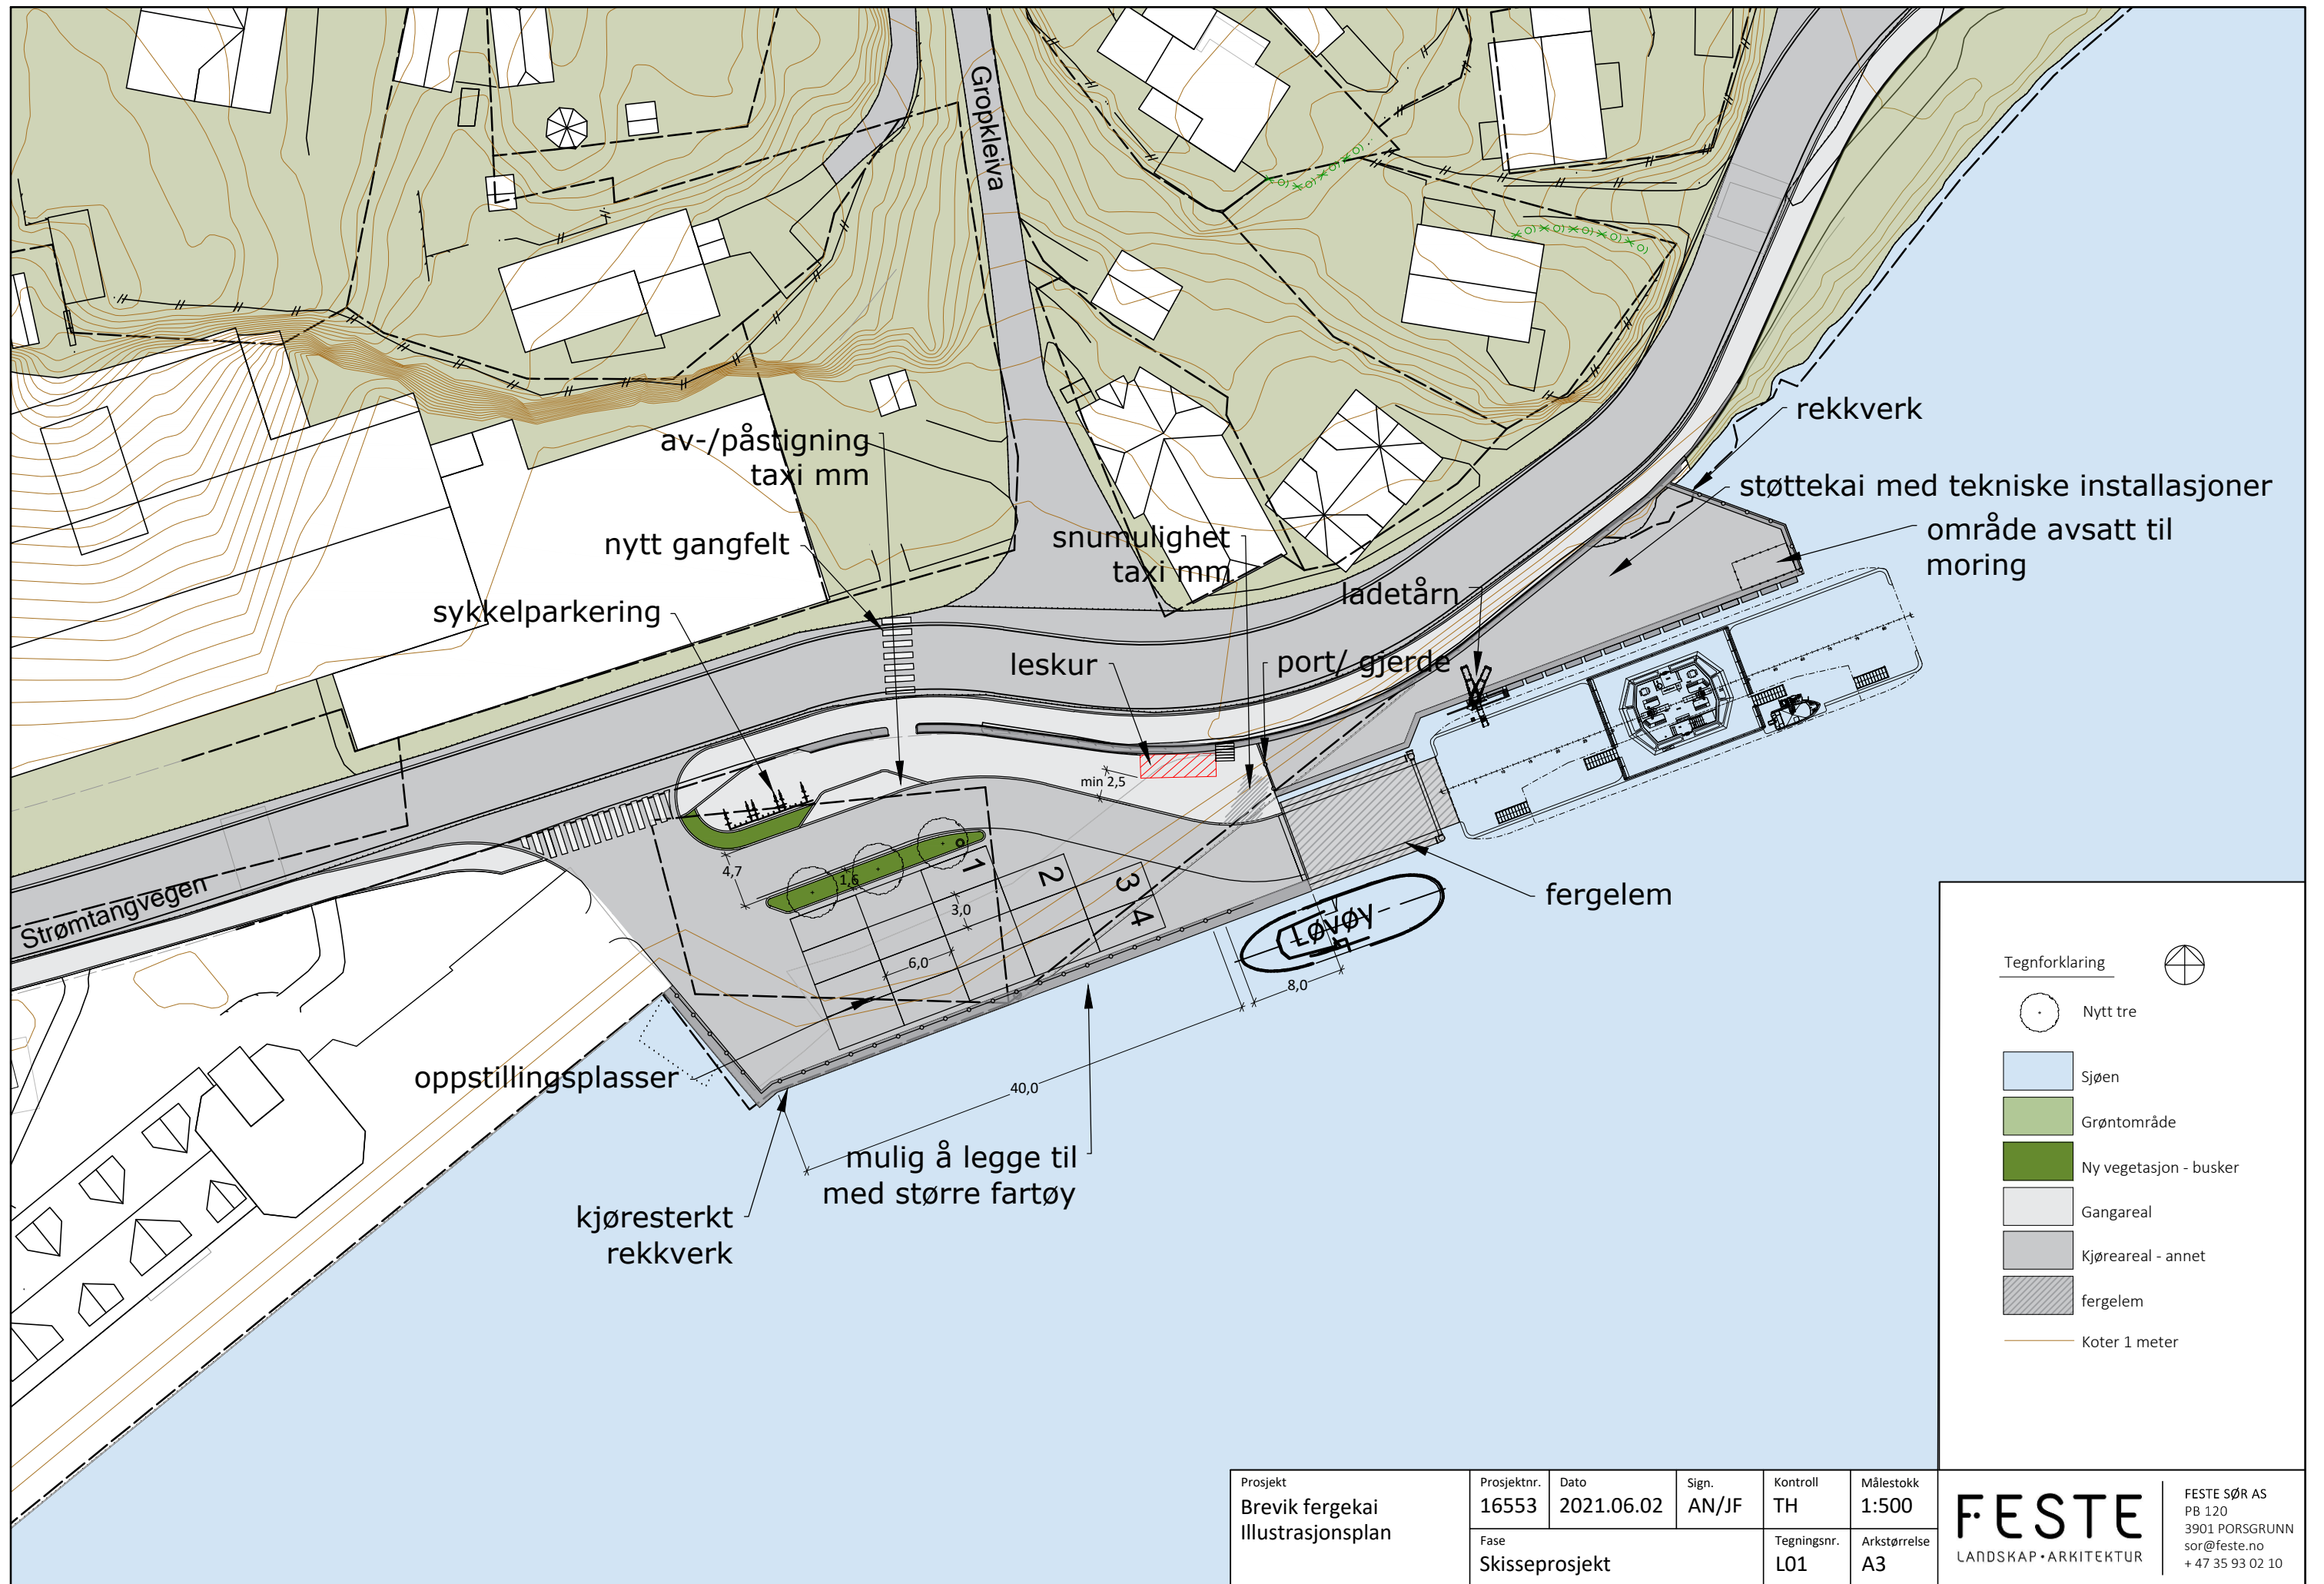 Gropkleiva
rekkverk
av-/påstigning
taxi mm
støttekai med tekniske installasjoner
område avsatt til
moring
nytt gangfelt
snumulighet
taxi mm
ladetårn
sykkelparkering
leskur
port/ gjerde
min 2,5
4,7
1,6
1
2
3
4
3,0
6,0
Strømtangvegen
fergelem
Løvøy
8,0
oppstillingsplasser
40,0
mulig å legge til
med større fartøy
kjøresterkt
rekkverk
Tegnforklaring
Nytt tre
Sjøen
Grøntområde
Ny vegetasjon - busker
Gangareal
Kjøreareal - annet
fergelem
Koter 1 meter
Prosjekt
Brevik fergekai
Illustrasjonsplan
Prosjektnr.
16553
Dato
2021.06.02
Sign.
AN/JF
Kontroll
TH
Målestokk
1:500
Fase
Skisseprosjekt
Tegningsnr.
L01
Arkstørrelse
A3
FESTE
LANDSKAP•ARKITEKTUR
FESTE SØR AS
PB 120
3901 PORSGRUNN
sor@feste.no
+ 47 35 93 02 10